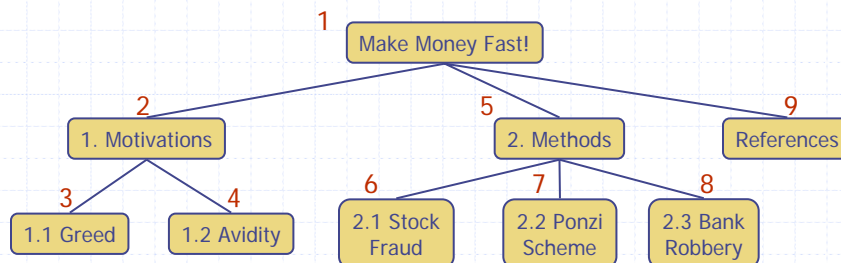 1
Make Money Fast!
2
5
9
1. Motivations
2. Methods
References
3
4
6
7
8
1.1 Greed
1.2 Avidity
2.1 Stock
Fraud
2.2 Ponzi
Scheme
2.3 Bank
Robbery